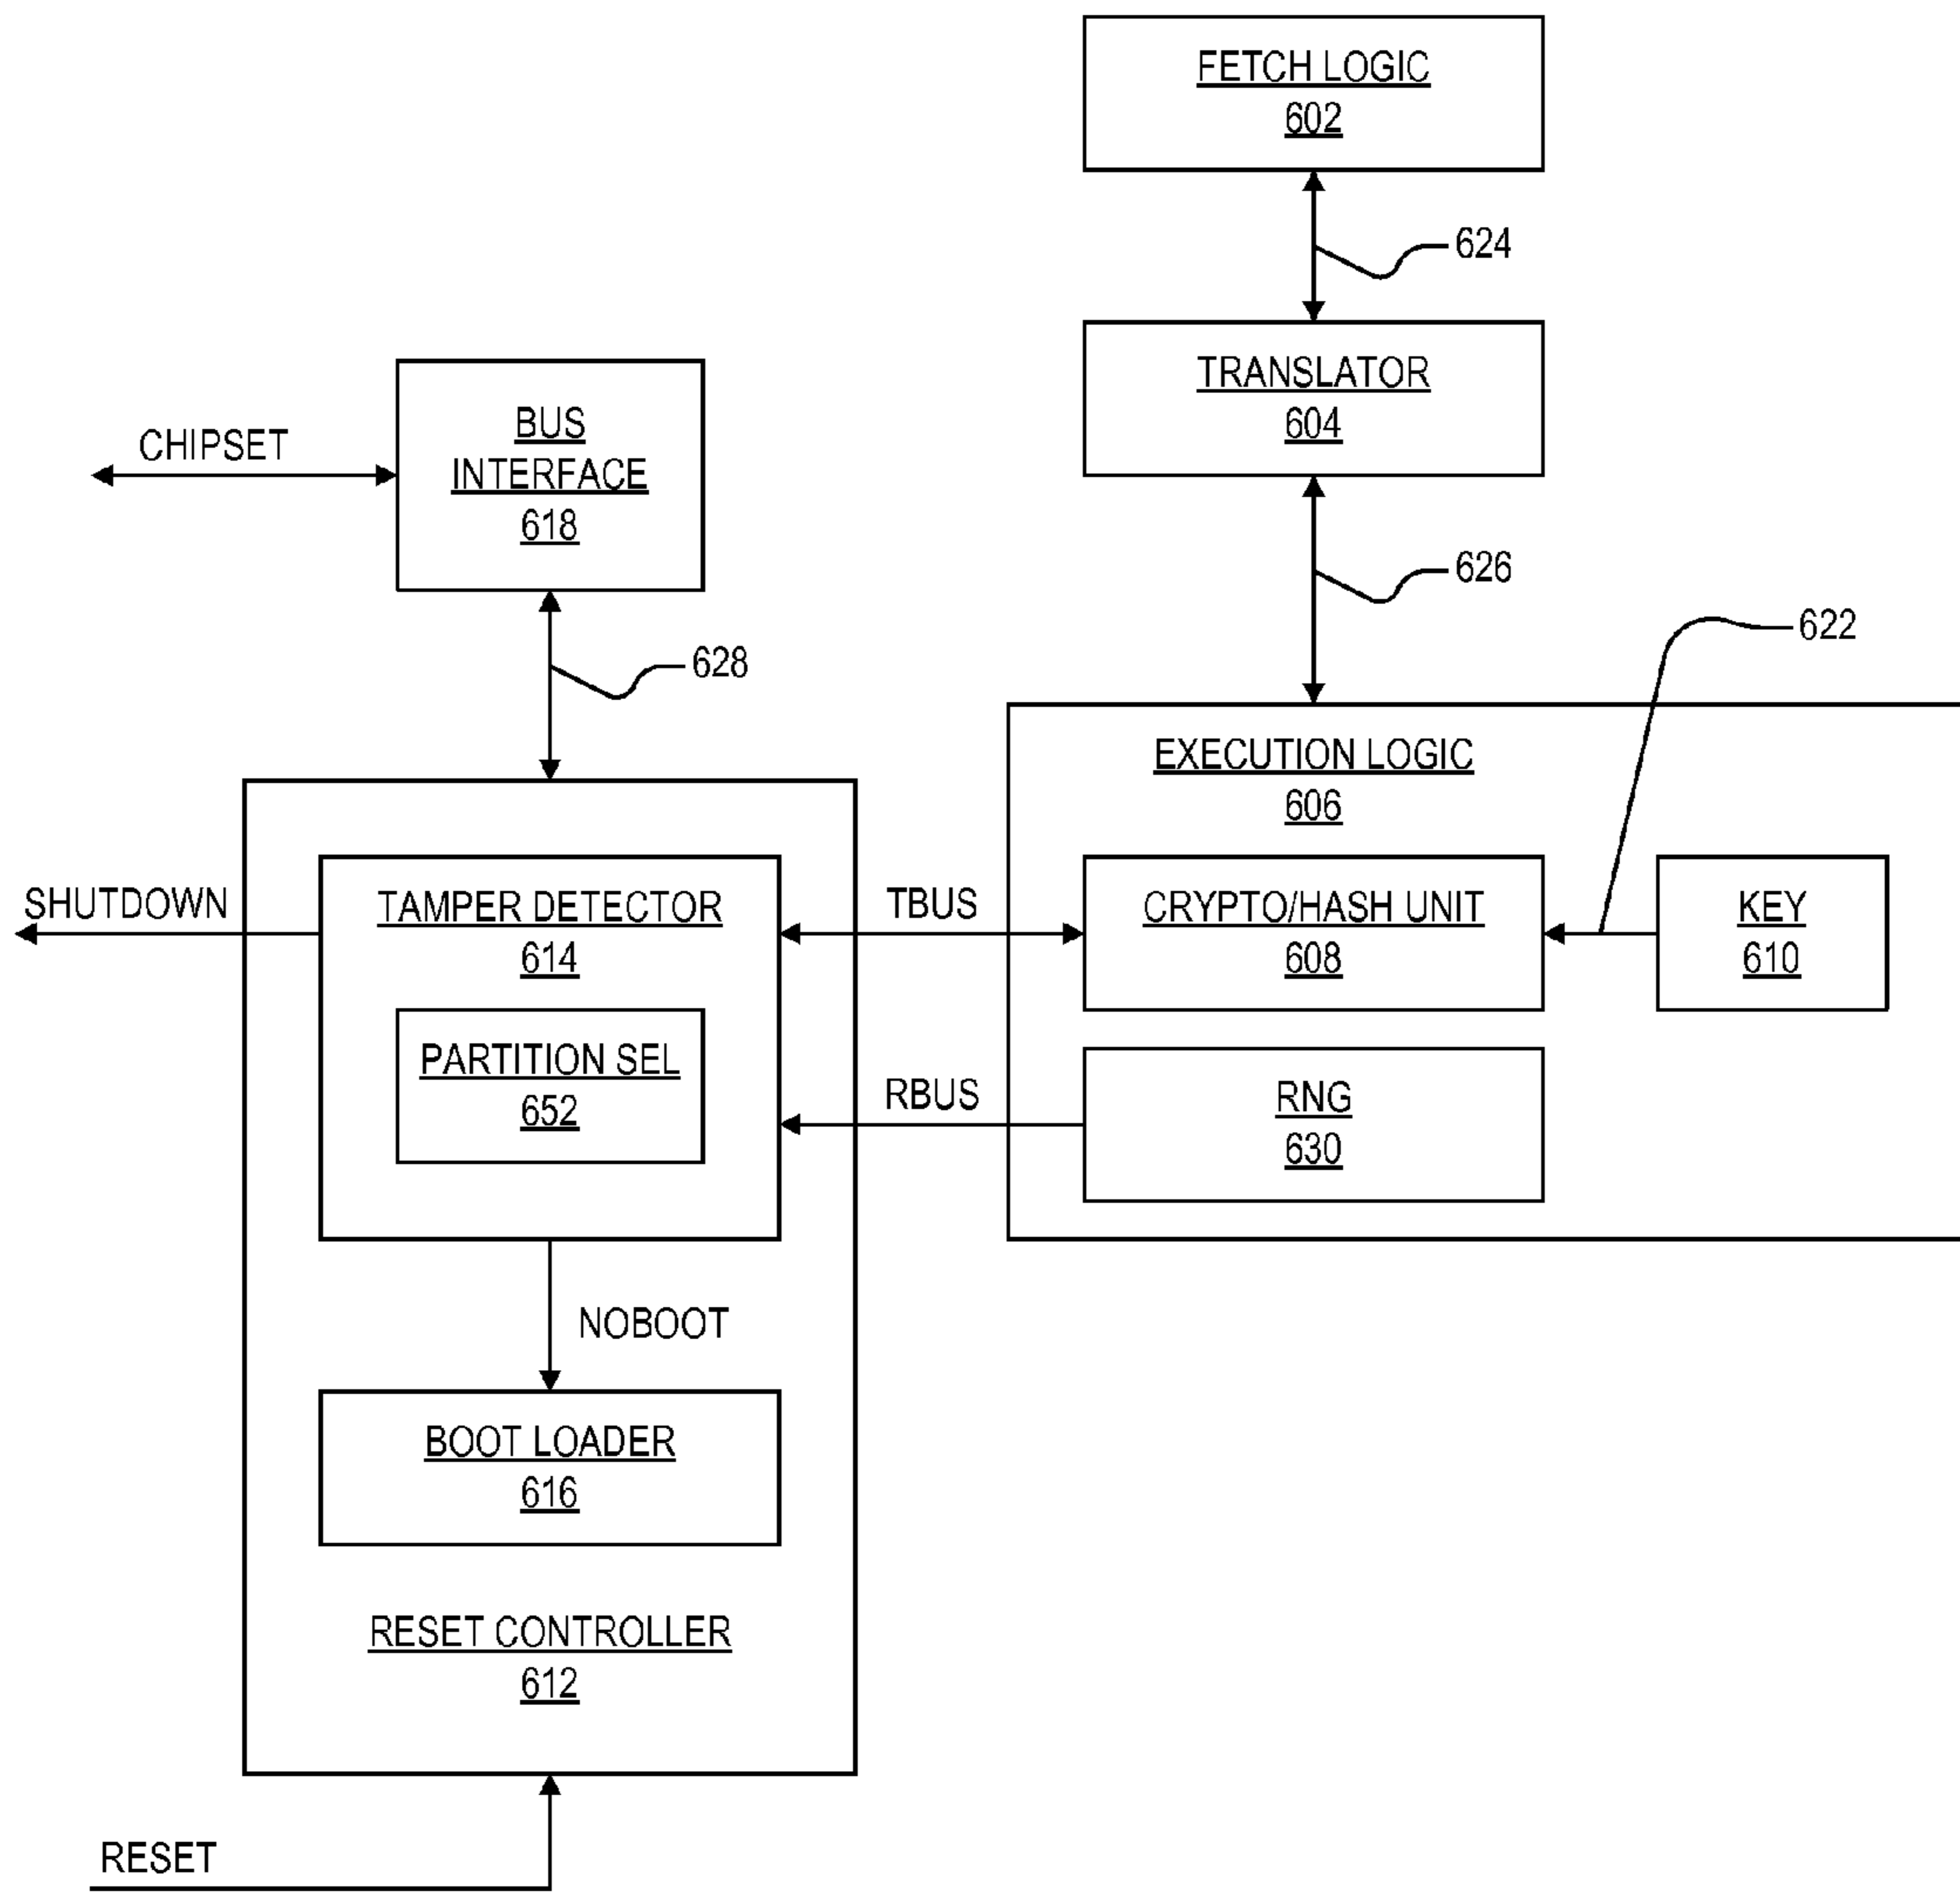 FETCH LOGIC
602
624
TRANSLATOR
604
CHIPSET
BUS
INTERFACE
618
626
622
628
EXECUTION LOGIC
606
SHUTDOWN
TAMPER DETECTOR
614
TBUS
CRYPTO/HASH UNIT
608
KEY
610
PARTITION SEL
652
RBUS
RNG
630
NOBOOT
BOOT LOADER
616
RESET CONTROLLER
612
RESET